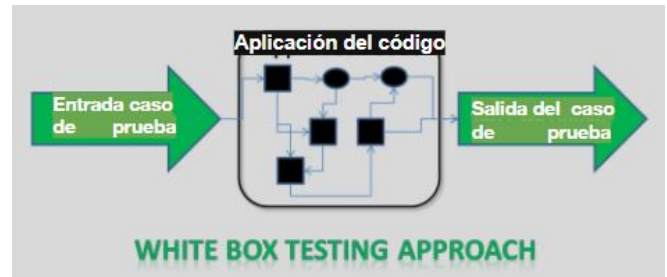 Aplicación del código
Entrada caso
de prueba
Salida del caso
de prueba
WHITE BOX TESTING APPROACH